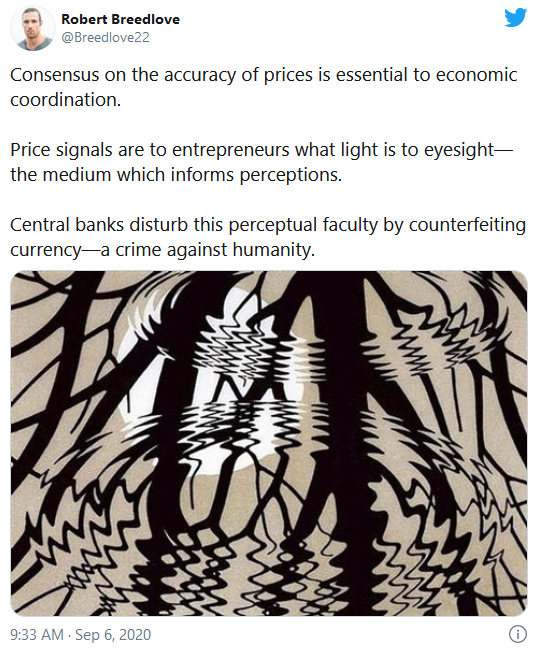 Robert Breedlove
@Breedlove22
Consensus on the accuracy of prices is essential to economic
coordination.
Price signals are to entrepreneurs what light is to eyesight—
the medium which informs perceptions.
Central banks disturb this perceptual faculty by counterfeiting
currency—a crime against humanity.
9:33 AM · Sep 6, 2020